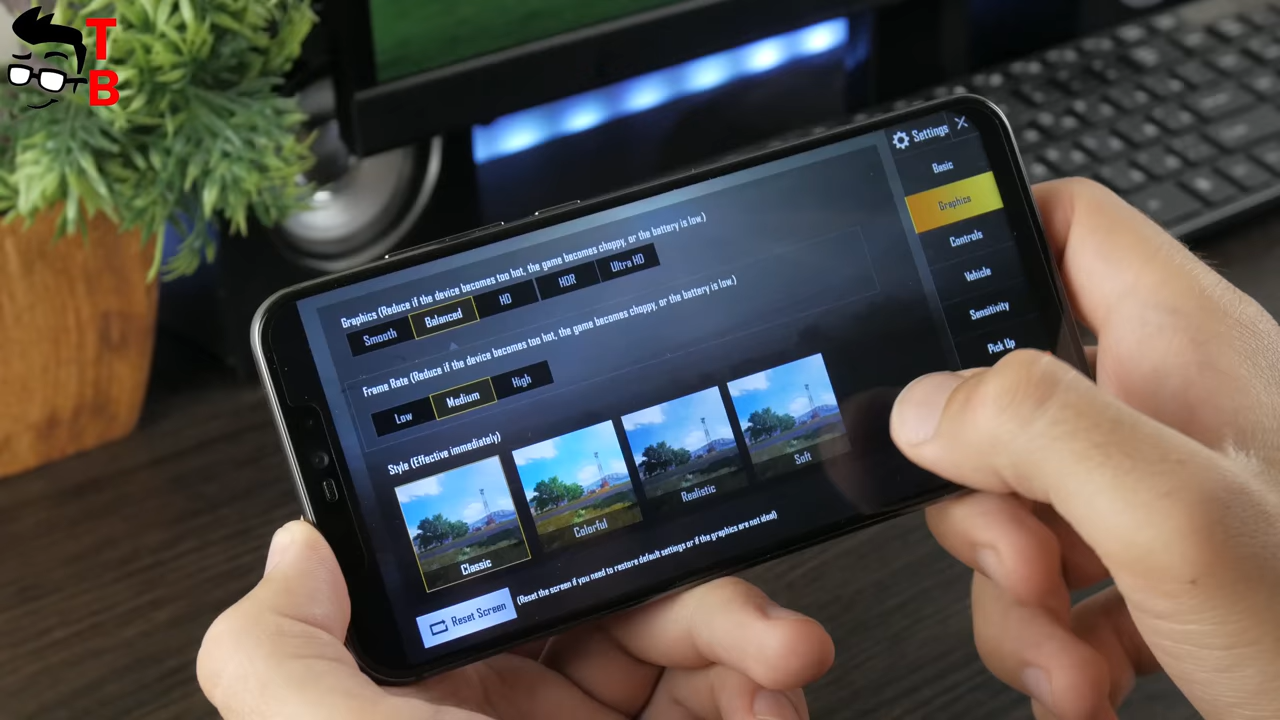 T
B
Settings
Basic
Graphics
Controls
Vehicle
Sensitivity
Pick Up
Graphics (Reduce if the device becomes too hot, the game becomes choppy, or the battery is low.)
Smooth
Balanced
HD
HDR
Ultra HD
Frame Rate (Reduce if the device becomes too hot, the game becomes choppy, or the battery is low.)
Low
Medium
High
Style (Effective immediately)
Classic
Colorful
Realistic
Soft
Reset Screen
(Reset the screen if you need to restore default settings or if the graphics are not ideal)